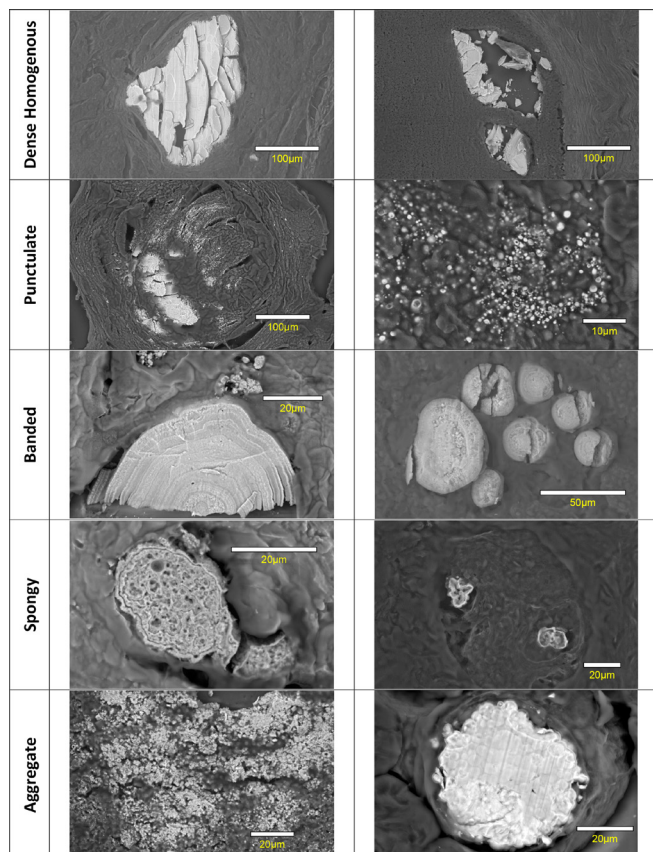 Dense Homogenous
100µm
100µm
Punctulate
100µm
10µm
Banded
20µm
50µm
Spongy
20µm
20µm
Aggregate
20µm
20µm